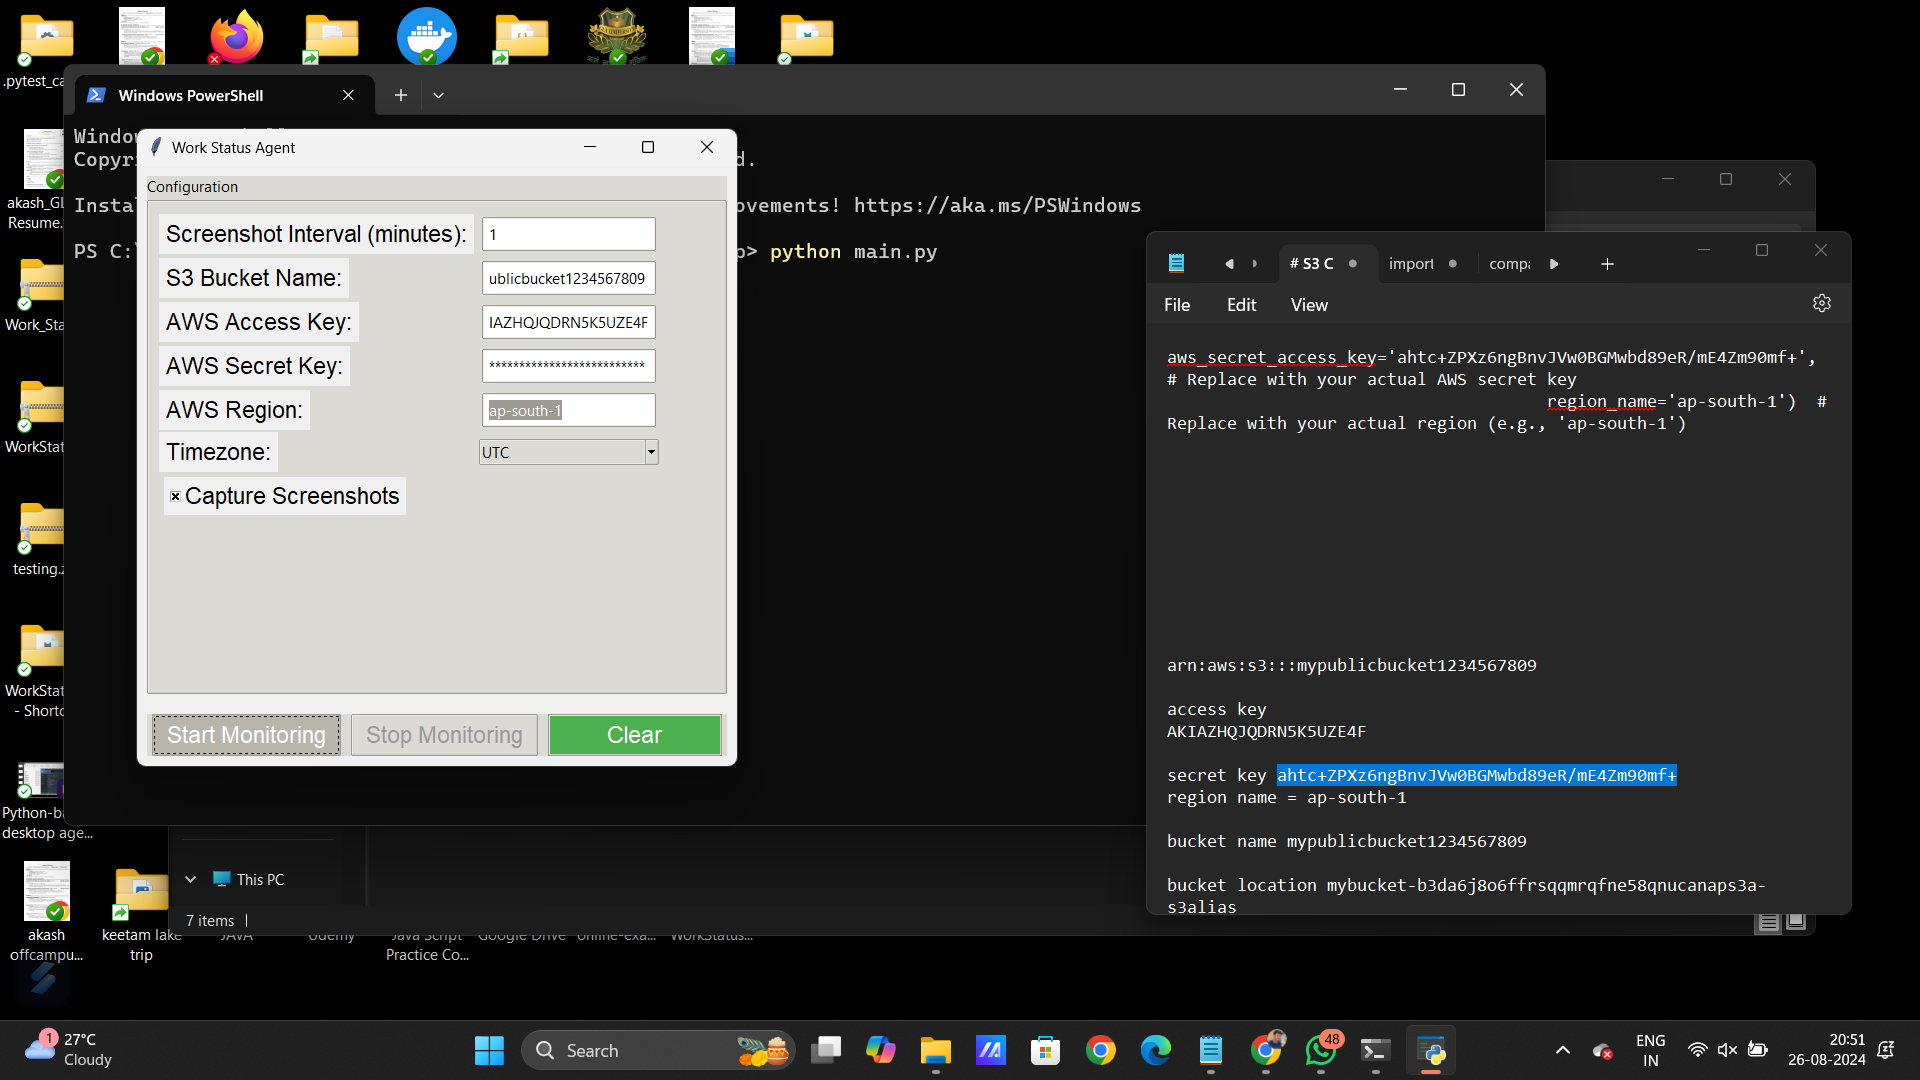 .pytest_ca
akash_GL
Resume.
Work_Sta
WorkStat
testing.z
WorkStat
- Shortc
Python-b
desktop age...
akash
offcampu...
keetam lake
trip
Windows PowerShell
Windo
Copyri
d.
Instal
ovements! https://aka.ms/PSWindows
PS C:\
p> python main.py
Work Status Agent
Configuration
Screenshot Interval (minutes):
1
S3 Bucket Name:
ublicbucket1234567809
AWS Access Key:
IAZHQJQDRN5K5UZE4F
AWS Secret Key:
**************************
AWS Region:
ap-south-1
Timezone:
UTC
Capture Screenshots
Start Monitoring
Stop Monitoring
Clear
# S3 C
import
compa
File
Edit
View
aws_secret_access_key='ahtc+ZPXz6ngBnvJVw0BGMwbd89eR/mE4Zm90mf+',
# Replace with your actual AWS secret key
region_name='ap-south-1')  #
Replace with your actual region (e.g., 'ap-south-1')
arn:aws:s3:::mypublicbucket1234567809
access key
AKIAZHQJQDRN5K5UZE4F
secret key ahtc+ZPXz6ngBnvJVw0BGMwbd89eR/mE4Zm90mf+
region name = ap-south-1
bucket name mypublicbucket1234567809
bucket location mybucket-b3da6j8o6ffrsqqmrqfne58qnucanaps3a-
s3alias
This PC
7 items
JAVA
Udemy
Java Script
Practice Co...
Google Drive
online-exa...
WorkStatus...
1
27°C
Cloudy
Search
48
ENG
IN
20:51
26-08-2024